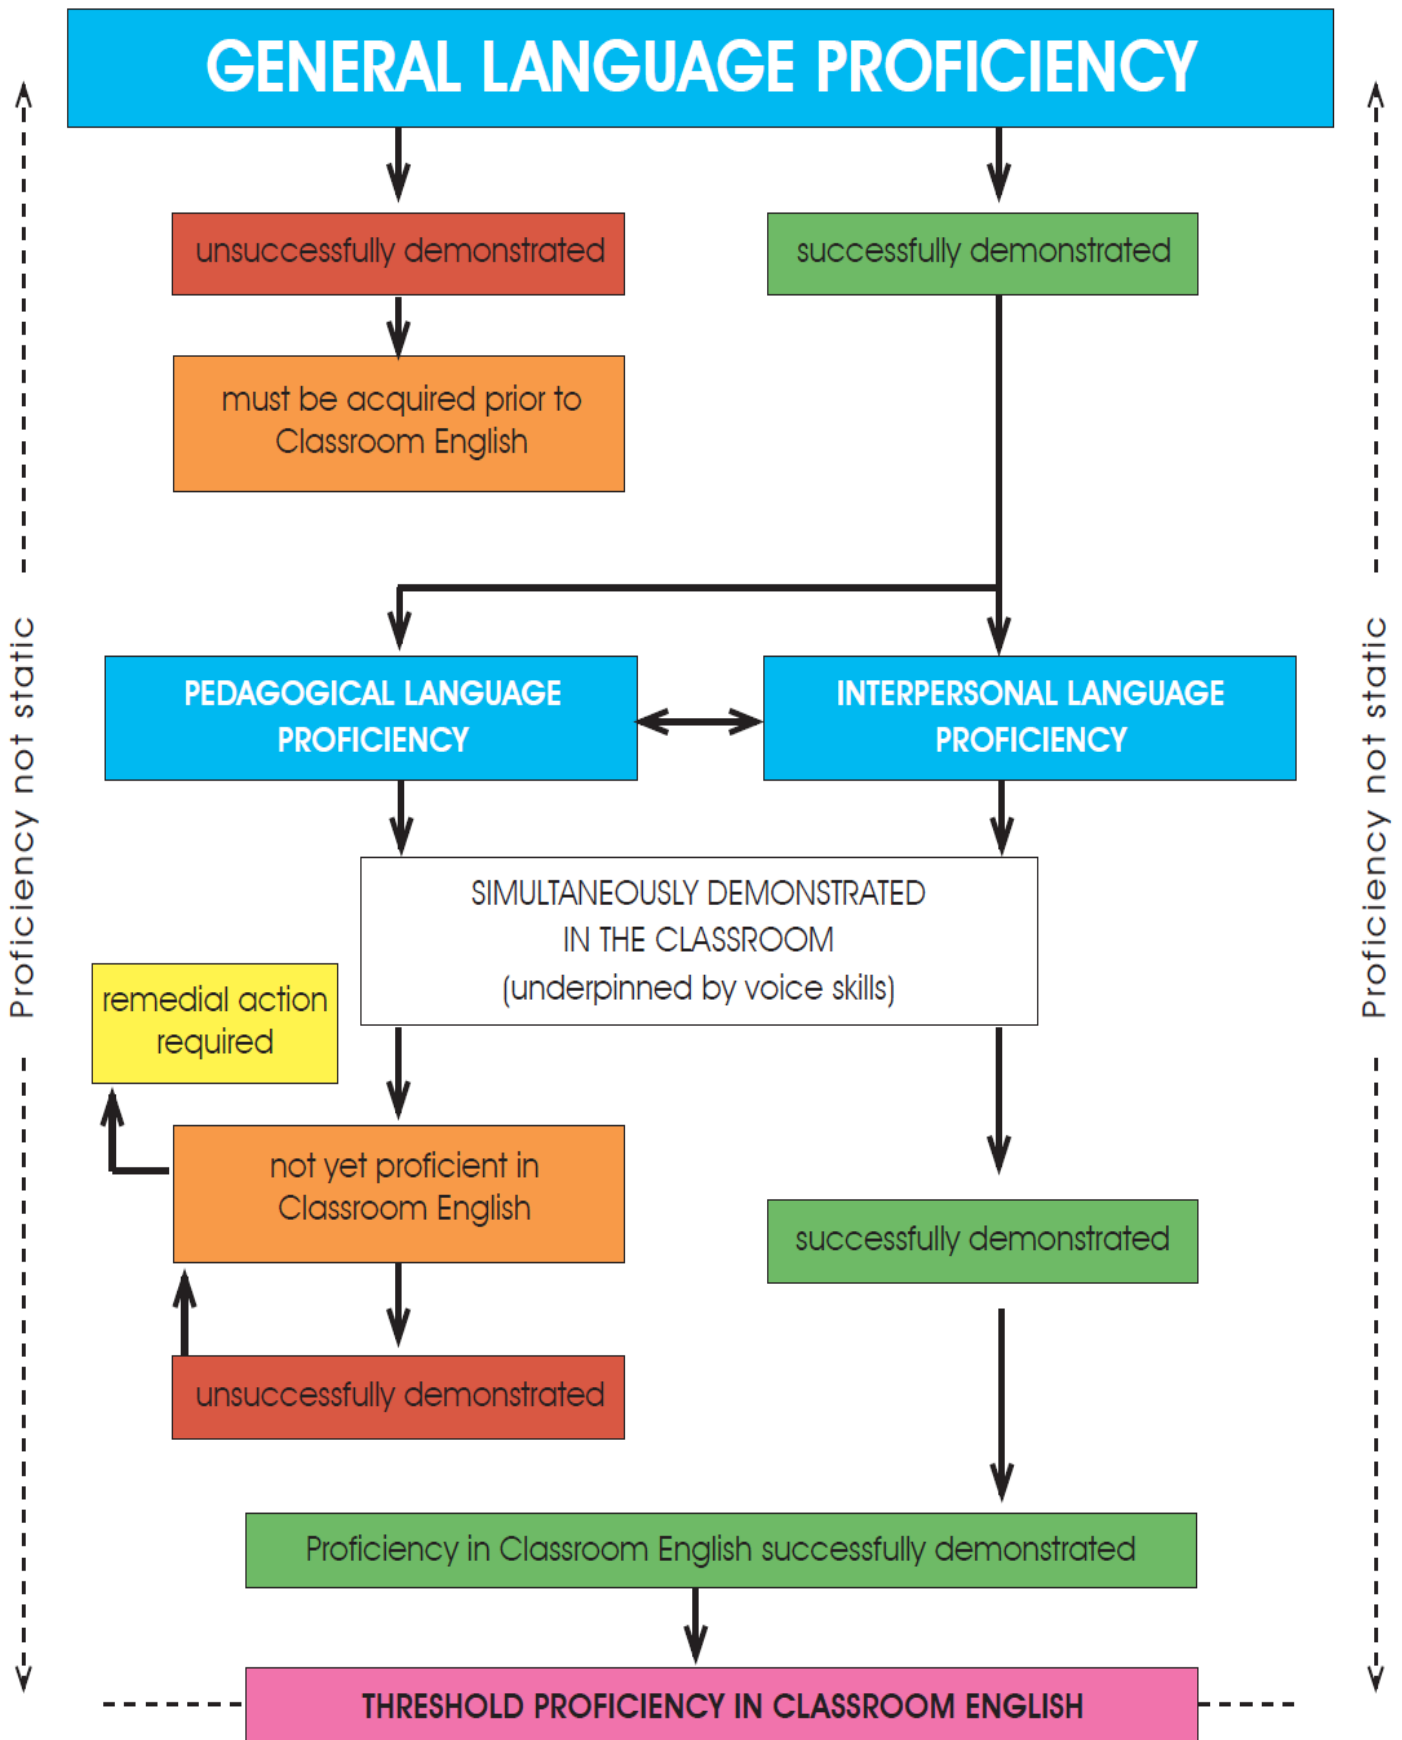 GENERAL LANGUAGE PROFICIENCY
unsuccessfully demonstrated
successfully demonstrated
must be acquired prior to
Classroom English
Proficiency not static
Proficiency not static
PEDAGOGICAL LANGUAGE
PROFICIENCY
INTERPERSONAL LANGUAGE
PROFICIENCY
SIMULTANEOUSLY DEMONSTRATED
IN THE CLASSROOM
(underpinned by voice skills)
remedial action
required
not yet proficient in
Classroom English
successfully demonstrated
unsuccessfully demonstrated
Proficiency in Classroom English successfully demonstrated
THRESHOLD PROFICIENCY IN CLASSROOM ENGLISH